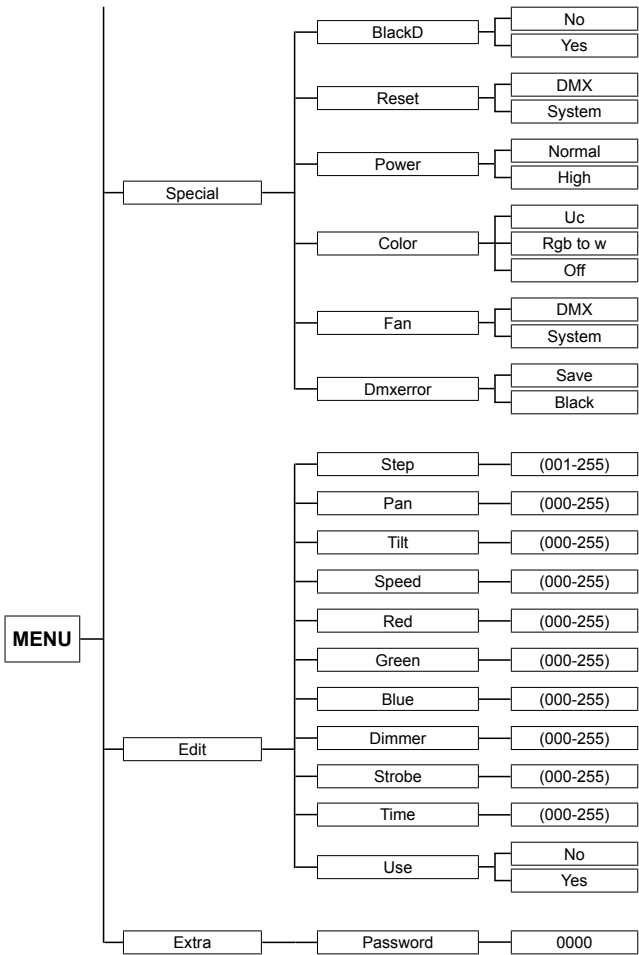 No
BlackD
Yes
DMX
Reset
System
Normal
Power
High
Special
Uc
Color
Rgb to w
Off
DMX
Fan
System
Save
Dmxerror
Black
Step (001-255)
Pan (000-255)
Tilt (000-255)
Speed (000-255)
MENU
Red (000-255)
Green (000-255)
Blue (000-255)
Edit
Dimmer (000-255)
Strobe (000-255)
Time (000-255)
No
Use
Yes
Extra Password 0000